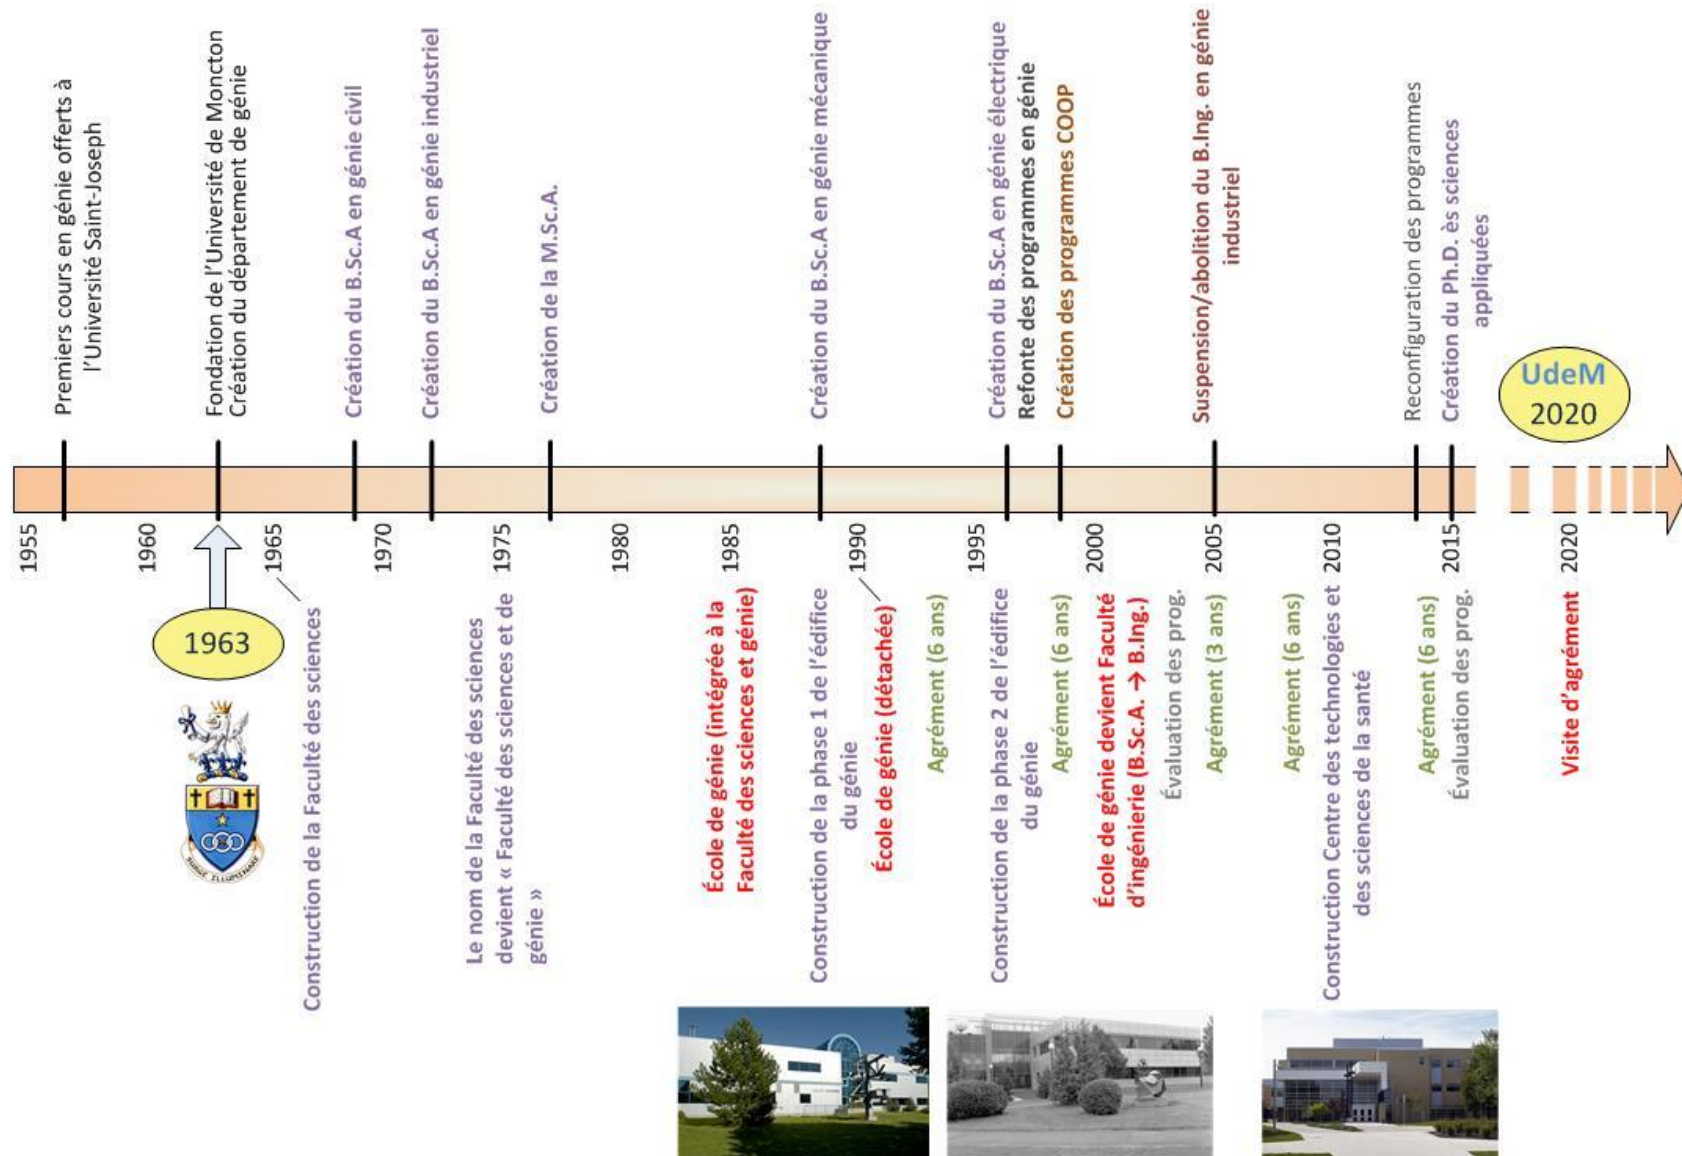 Premiers cours en génie offerts à
l'Université Saint-Joseph
Fondation de l'Université de Moncton
Création du département de génie
Création du B.Sc.A en génie civil
Création du B.Sc.A en génie industriel
Création de la M.Sc.A.
Création du B.Sc.A en génie mécanique
Création du B.Sc.A en génie électrique
Refonte des programmes en génie
Création des programmes COOP
Suspension/abolition du B.Ing. en génie
industriel
Reconfiguration des programmes
Création du Ph.D. ès sciences
appliquées
UdeM
2020
1955
1960
1965
1970
1975
1980
1985
1990
1995
2000
2005
2010
2015
2020
1963
SURGE ILLUMINARE
Construction de la Faculté des sciences
Le nom de la Faculté des sciences
devient « Faculté des sciences et de
génie »
École de génie (intégrée à la
Faculté des sciences et génie)
Construction de la phase 1 de l'édifice
du génie
École de génie (détachée)
Agrément (6 ans)
Construction de la phase 2 de l'édifice
du génie
Agrément (6 ans)
École de génie devient Faculté
d'ingénierie (B.Sc.A. → B.Ing.)
Évaluation des prog.
Agrément (3 ans)
Agrément (6 ans)
Construction Centre des technologies et
des sciences de la santé
Agrément (6 ans)
Évaluation des prog.
Visite d'agrément